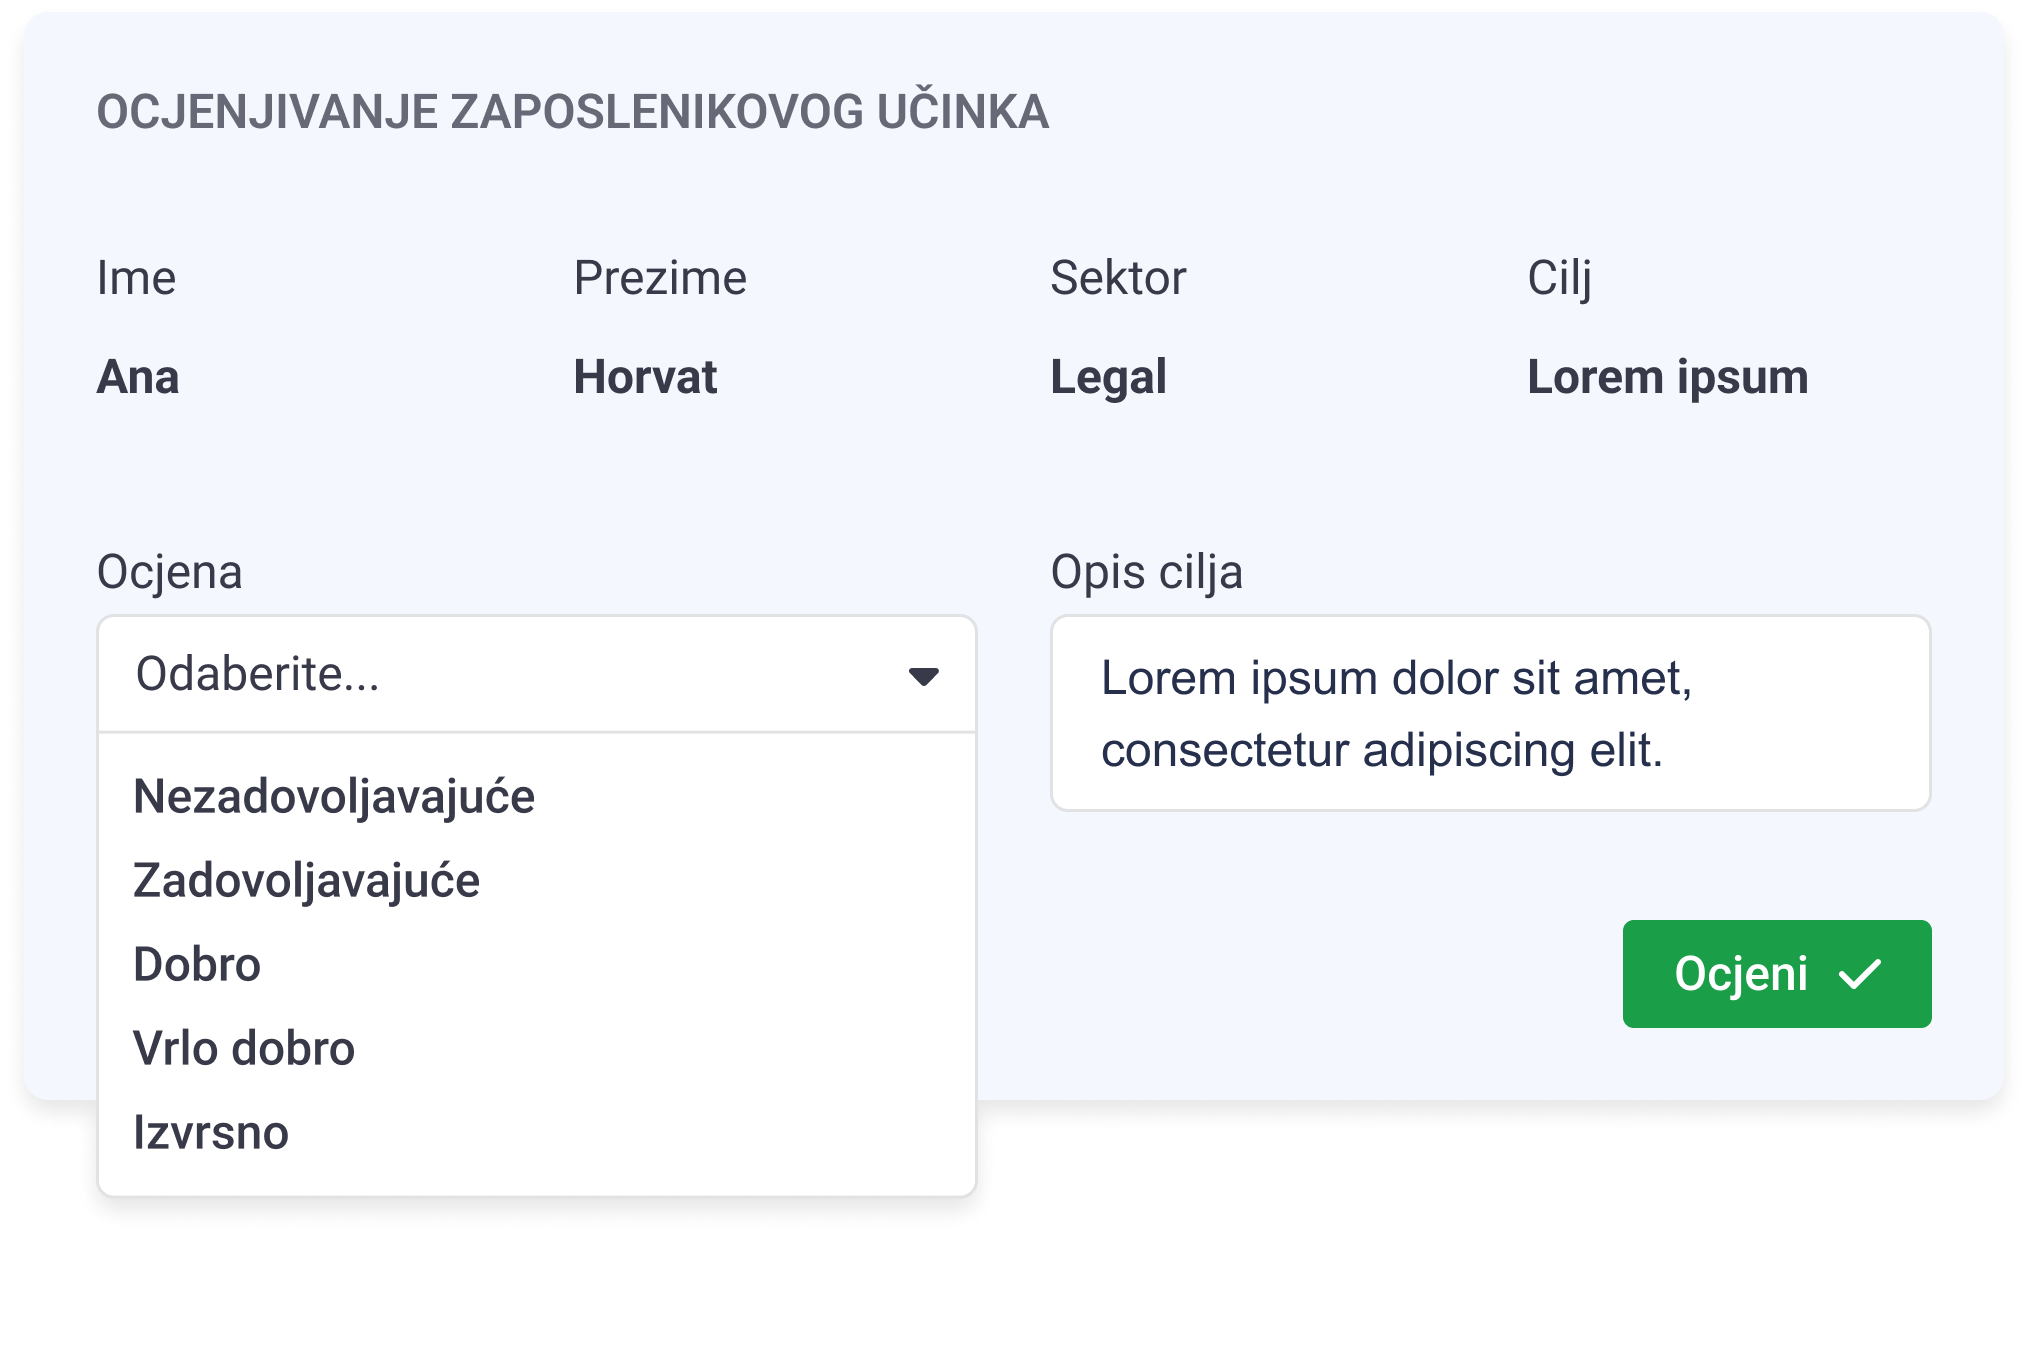 OCJENJIVANJE ZAPOSLENIKOVOG UČINKA
Ime
Prezime
Sektor
Cilj
Ana
Horvat
Legal
Lorem ipsum
Ocjena
Odaberite...
Nezadovoljavajuće
Zadovoljavajuće
Dobro
Vrlo dobro
Izvrsno
Opis cilja
Lorem ipsum dolor sit amet,
consectetur adipiscing elit.
Ocjeni